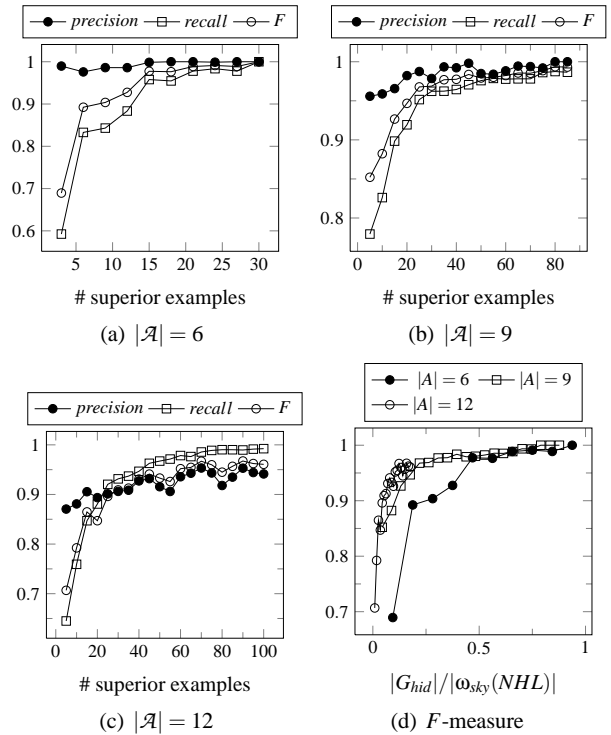 precision recall F
1
0.9
0.8
0.7
0.6
5 10 15 20 25 30
# superior examples
(a) |𝒜| = 6
precision recall F
1
0.9
0.8
0 20 40 60 80
# superior examples
(b) |𝒜| = 9
precision recall F
1
0.9
0.8
0.7
0 20 40 60 80 100
# superior examples
(c) |𝒜| = 12
|A| = 6 |A| = 9
|A| = 12
1
0.9
0.8
0.7
0 0.5 1
|G_hid|/|ω_sky(NHL)|
(d) F-measure